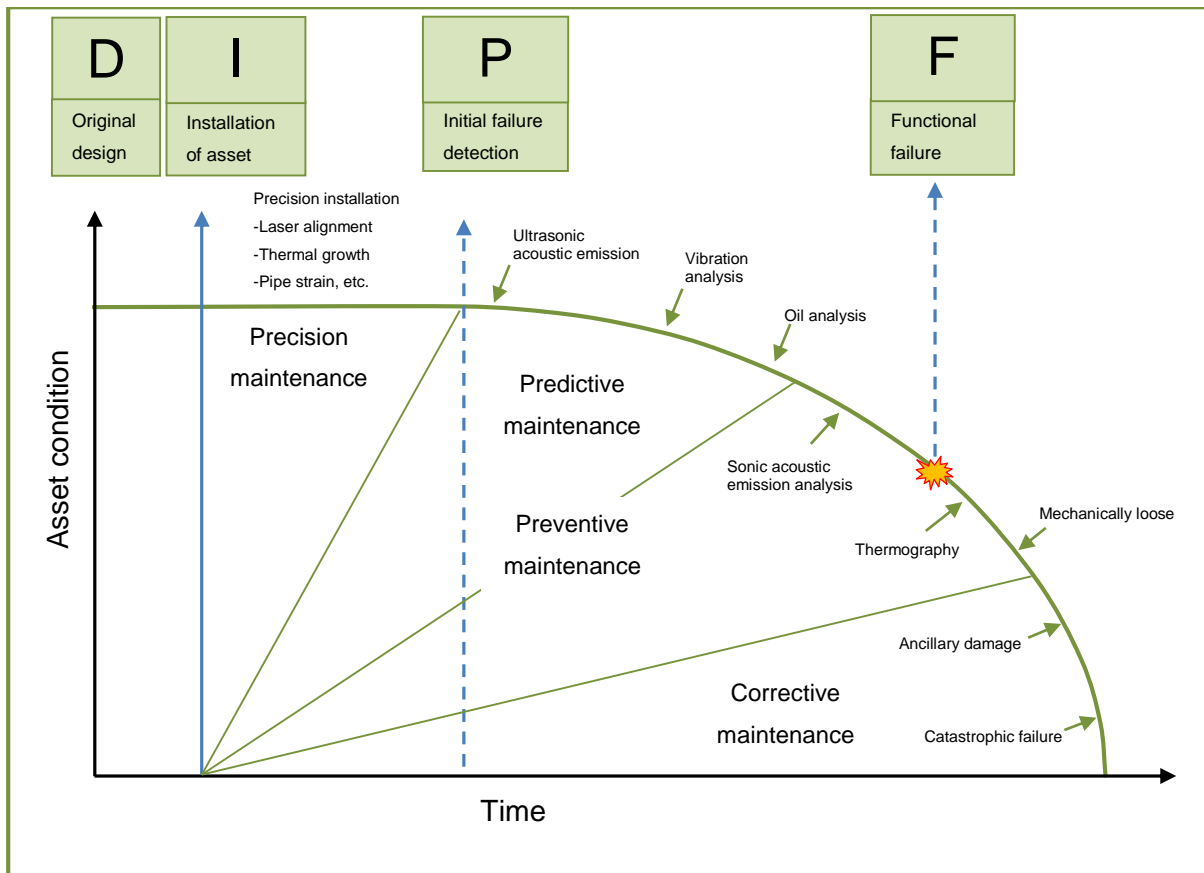 D
Original
design
I
Installation
of asset
P
Initial failure
detection
F
Functional
failure
Precision installation
-Laser alignment
-Thermal growth
-Pipe strain, etc.
Ultrasonic
acoustic emission
Vibration
analysis
Oil analysis
Precision
maintenance
Predictive
maintenance
Sonic acoustic
emission analysis
Preventive
maintenance
Thermography
Mechanically loose
Ancillary damage
Corrective
maintenance
Catastrophic failure
Asset condition
Time